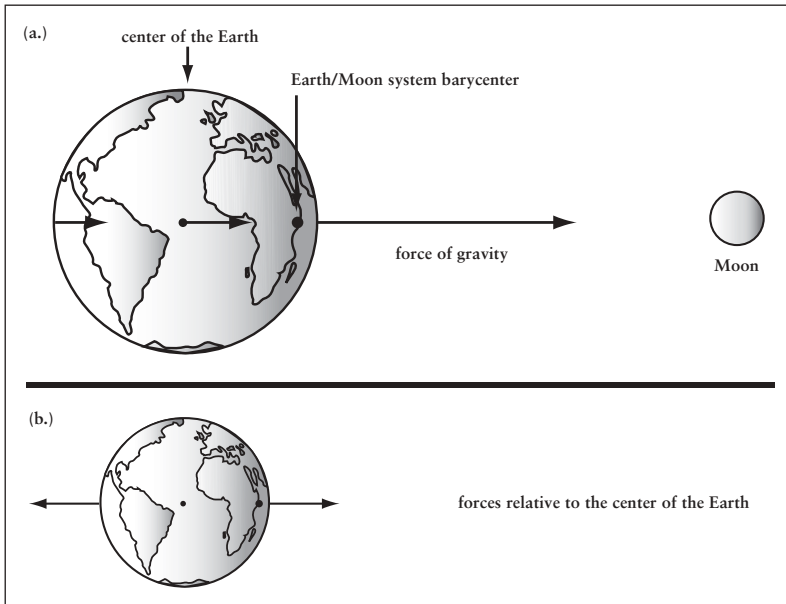 (a.)
center of the Earth
Earth/Moon system barycenter
force of gravity
Moon
(b.)
forces relative to the center of the Earth